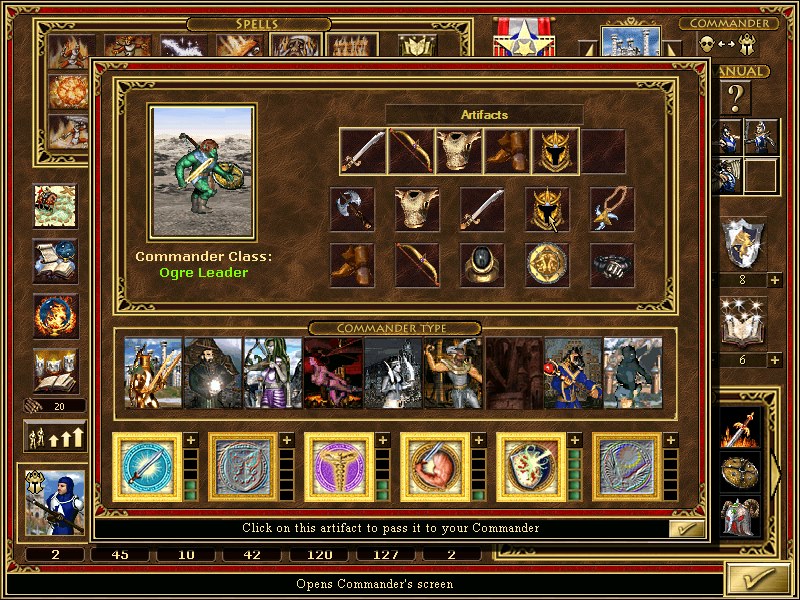 SPELLS
COMMANDER
ANUAL
?
Artifacts
Commander Class:
Ogre Leader
COMMANDER TYPE
8 +
6 +
20
+ + + + + +
Click on this artifact to pass it to your Commander
2 45 10 42 120 127 2
Opens Commander's screen